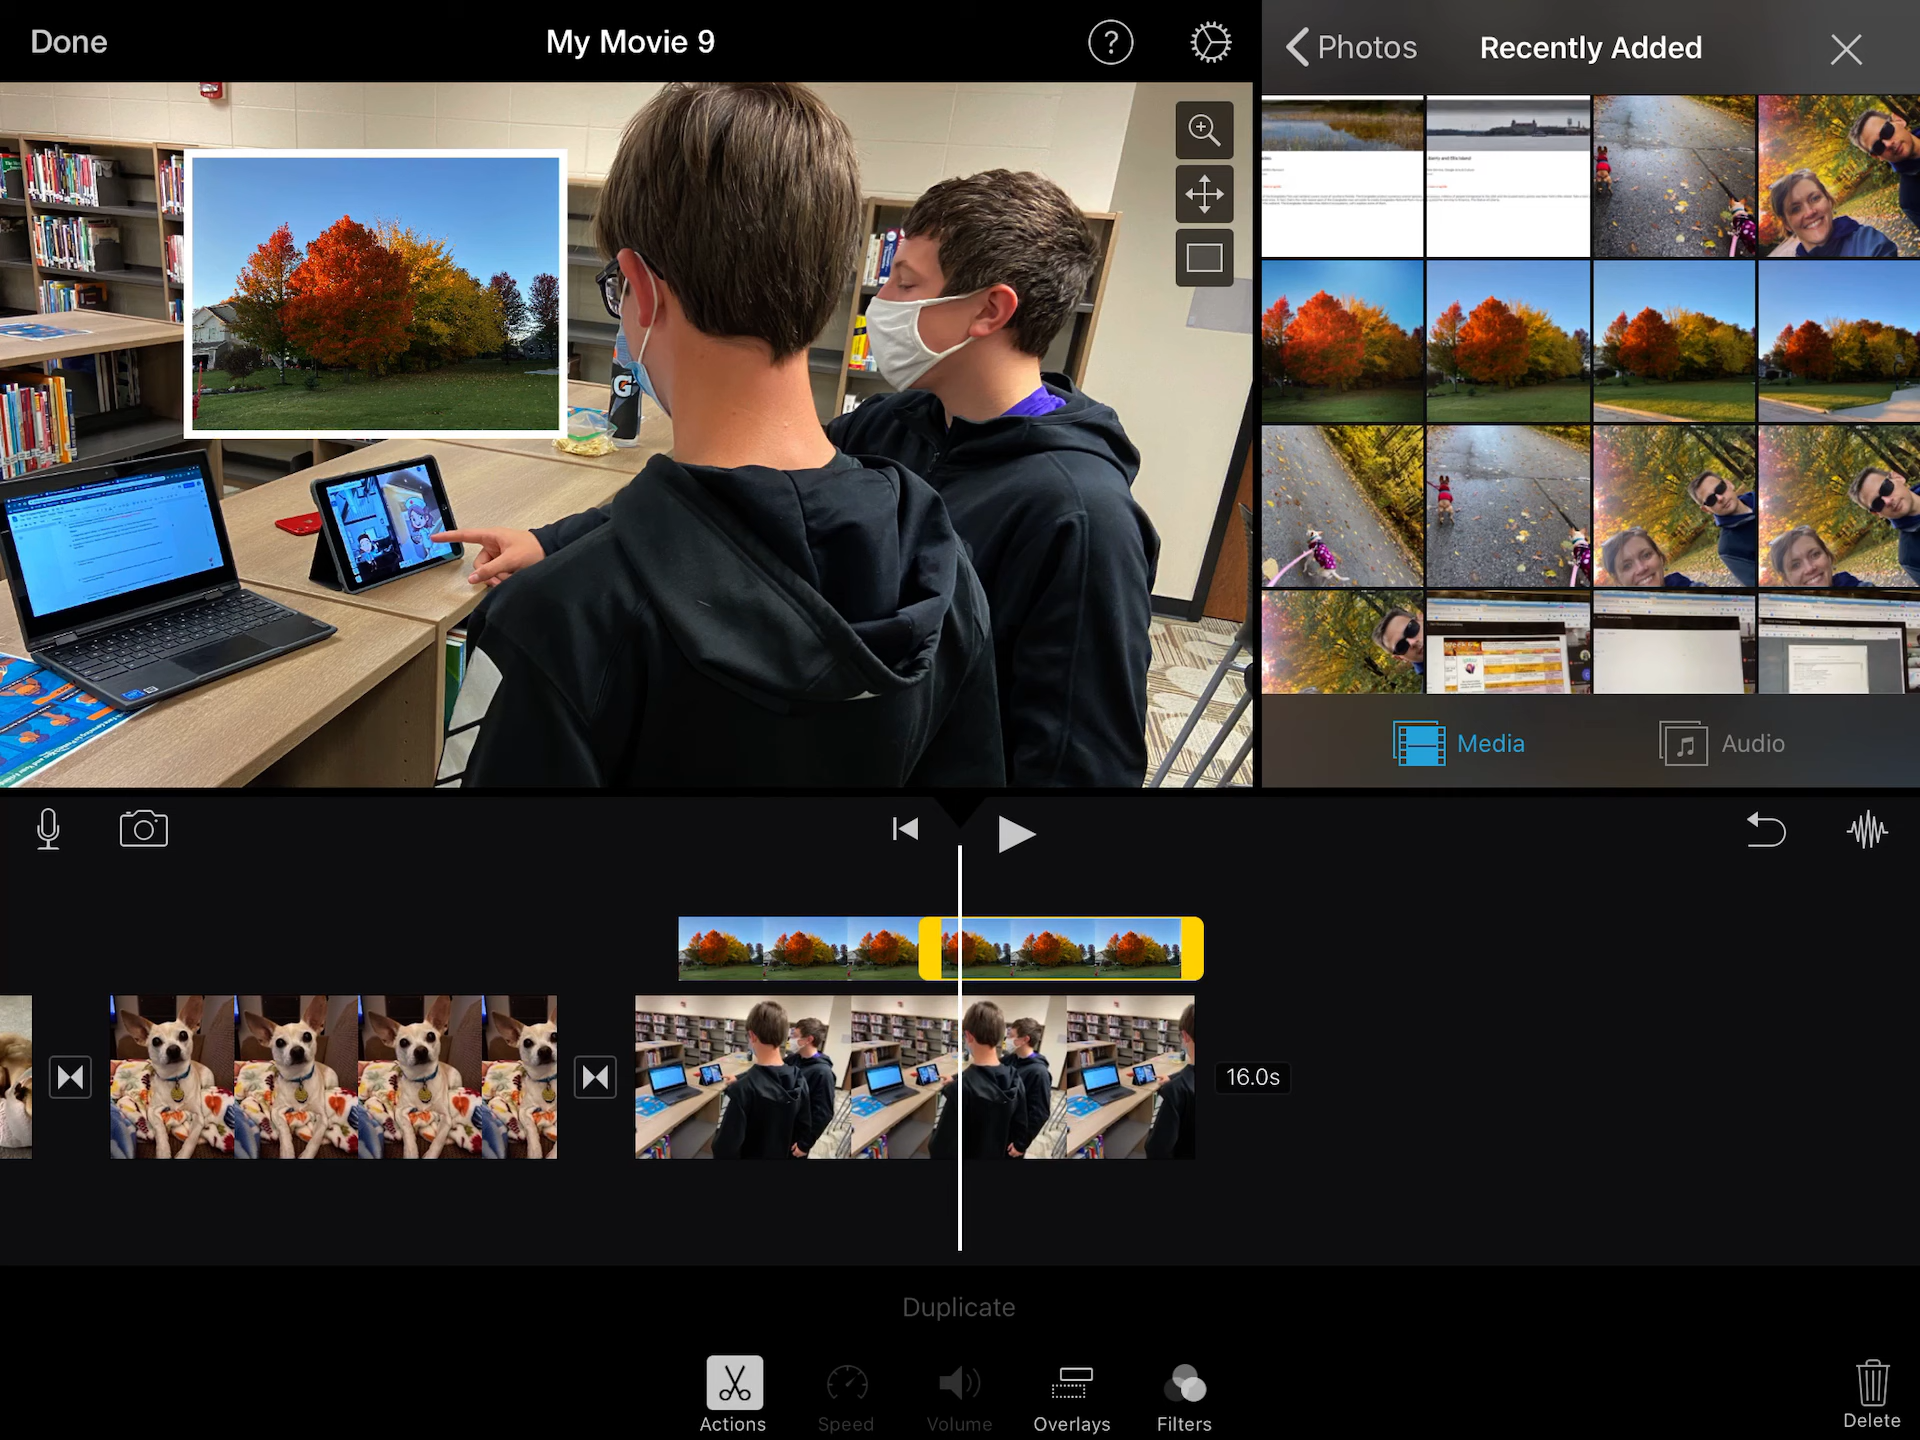 Done
My Movie 9
?
Photos
Recently Added
G
Media
Audio
16.0s
Duplicate
Actions
Speed
Volume
Overlays
Filters
Delete